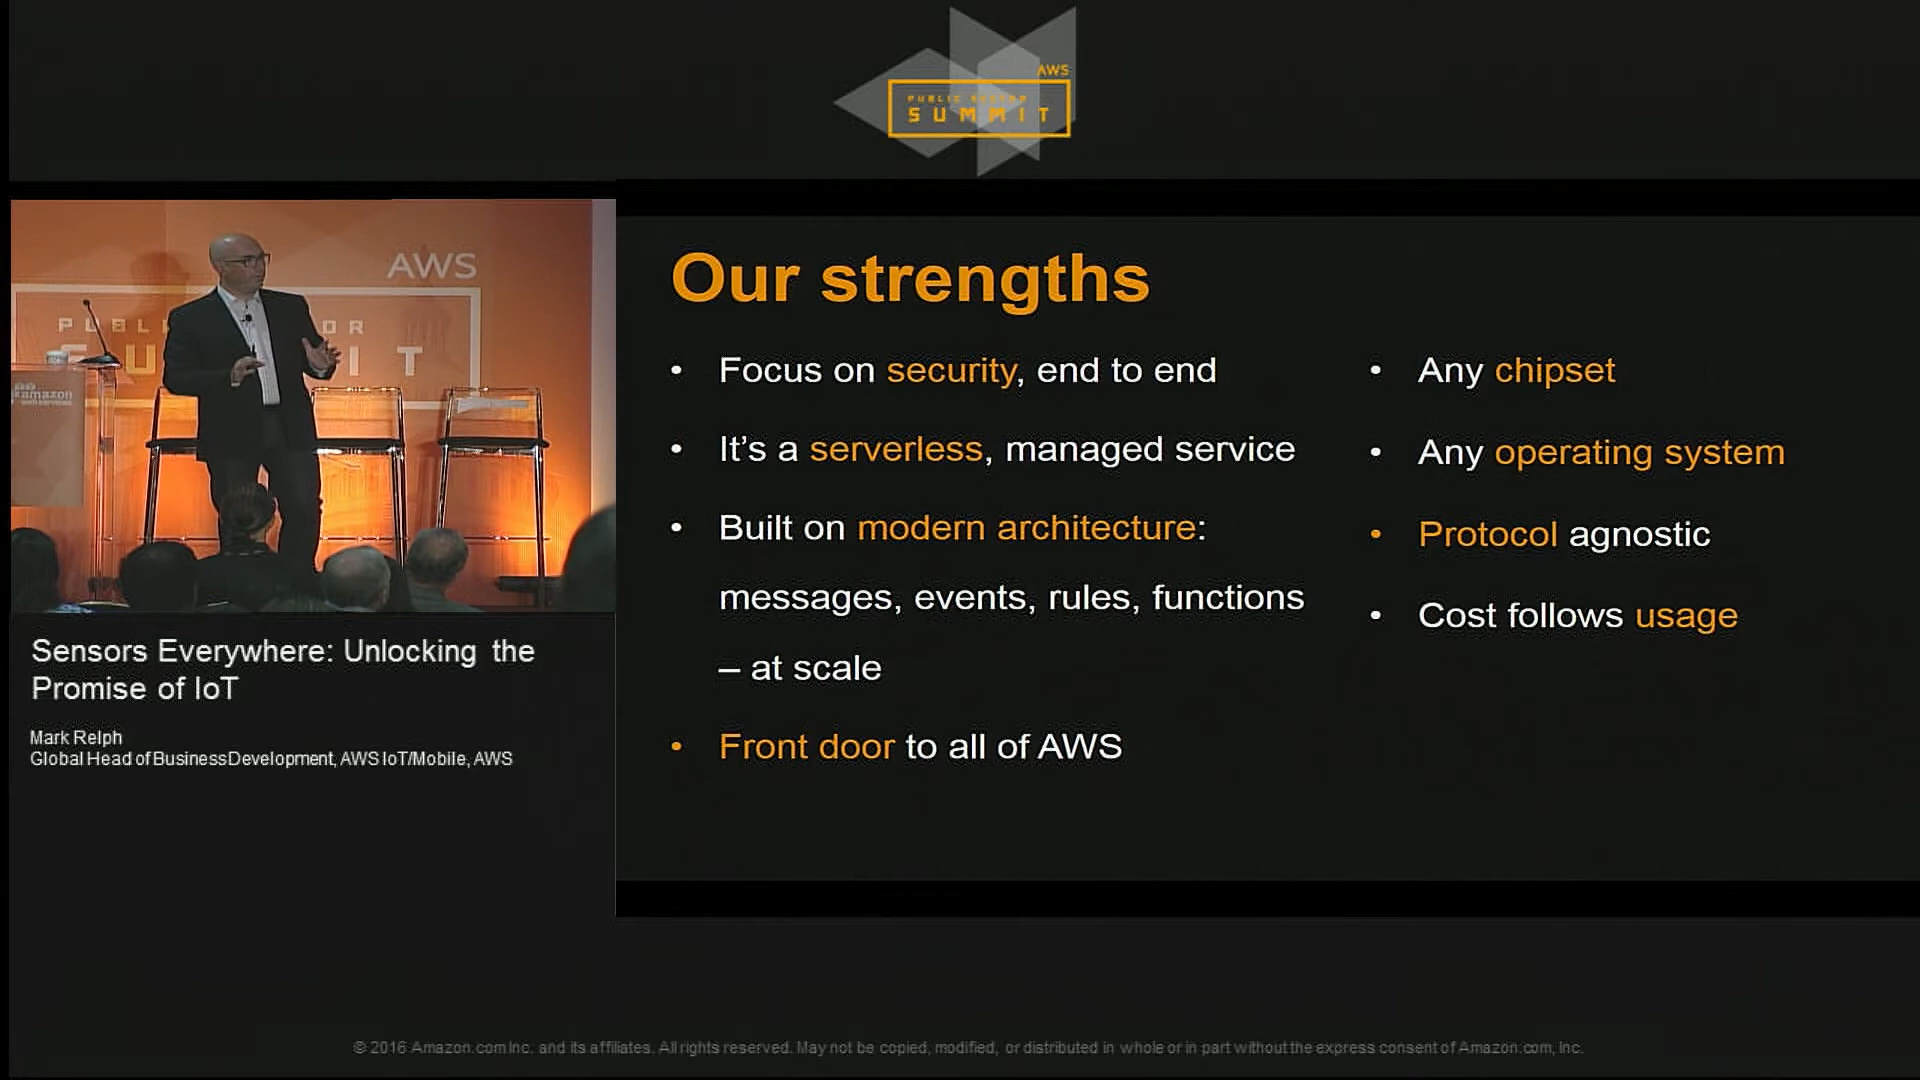 AWS
PUBLIC SECTOR
SUMMIT
AWS
amazon
Our strengths
• Focus on security, end to end
• It’s a serverless, managed service
• Built on modern architecture:
messages, events, rules, functions
– at scale
• Front door to all of AWS
• Any chipset
• Any operating system
• Protocol agnostic
• Cost follows usage
Sensors Everywhere: Unlocking the
Promise of IoT
Mark Relph
Global Head of Business Development, AWS IoT/Mobile, AWS
© 2016 Amazon.com Inc. and its affiliates. All rights reserved. May not be copied, modified, or distributed in whole or in part without the express consent of Amazon.com, Inc.